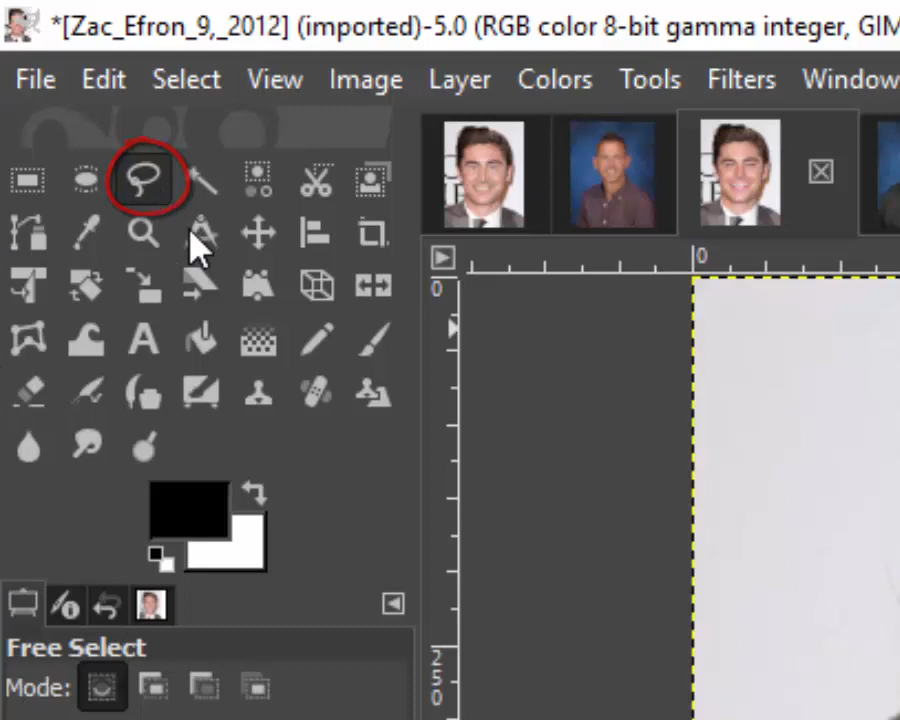 *[Zac_Efron_9,_2012] (imported)-5.0 (RGB color 8-bit gamma integer, GIM
File Edit Select View Image Layer Colors Tools Filters Window
0
0
250
Free Select
Mode: